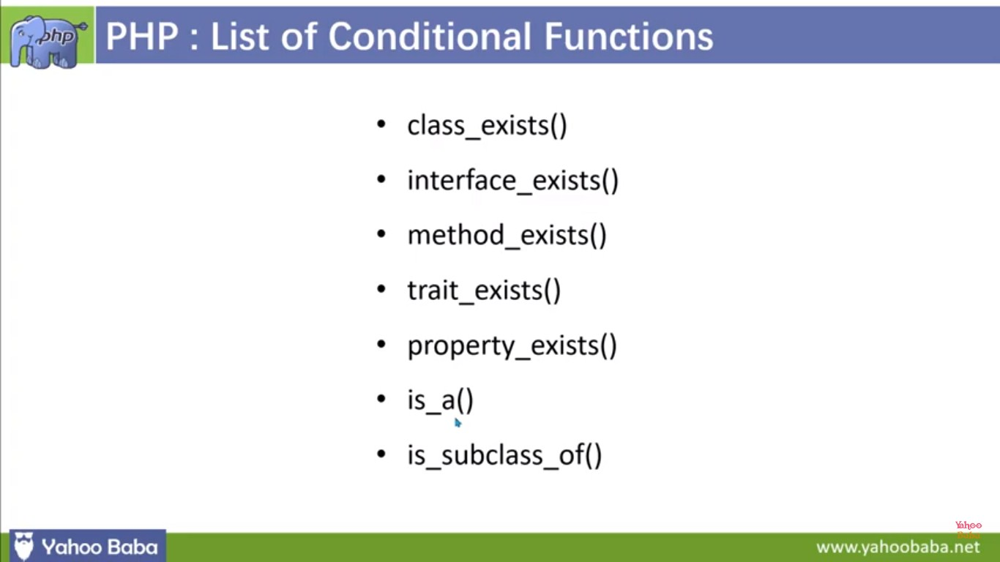 php
PHP : List of Conditional Functions
• class_exists()
• interface_exists()
• method_exists()
• trait_exists()
• property_exists()
• is_a()
• is_subclass_of()
Yahoo
Baba
Yahoo Baba
www.yahoobaba.net